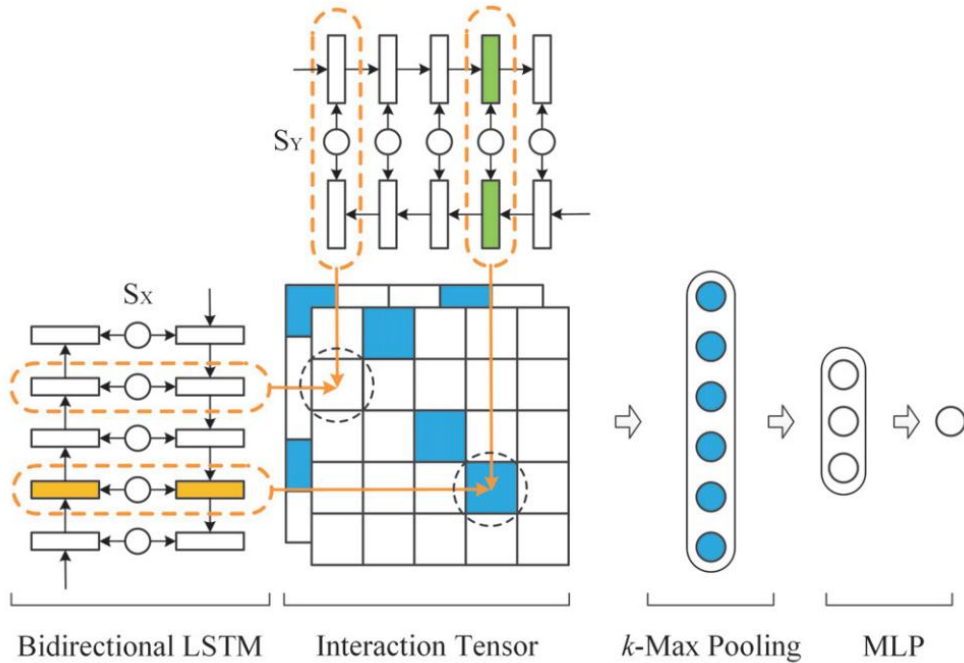 SY
SX
Bidirectional LSTM
Interaction Tensor
k-Max Pooling
MLP